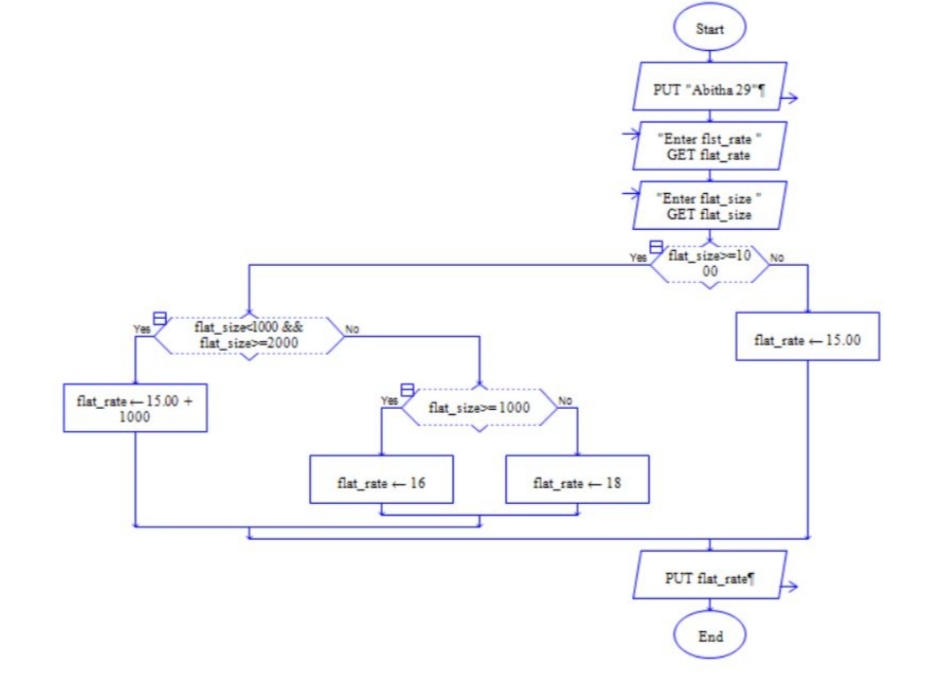 Start
PUT "Abitha 29"¶
"Enter flst_rate "
GET flat_rate
"Enter flat_size "
GET flat_size
Yes
flat_size>=10
00
No
Yes
flat_size<1000 &&
flat_size>=2000
No
flat_rate ← 15.00
flat_rate ← 15.00 +
1000
Yes
flat_size>= 1000
No
flat_rate ← 16
flat_rate ← 18
PUT flat_rate¶
End